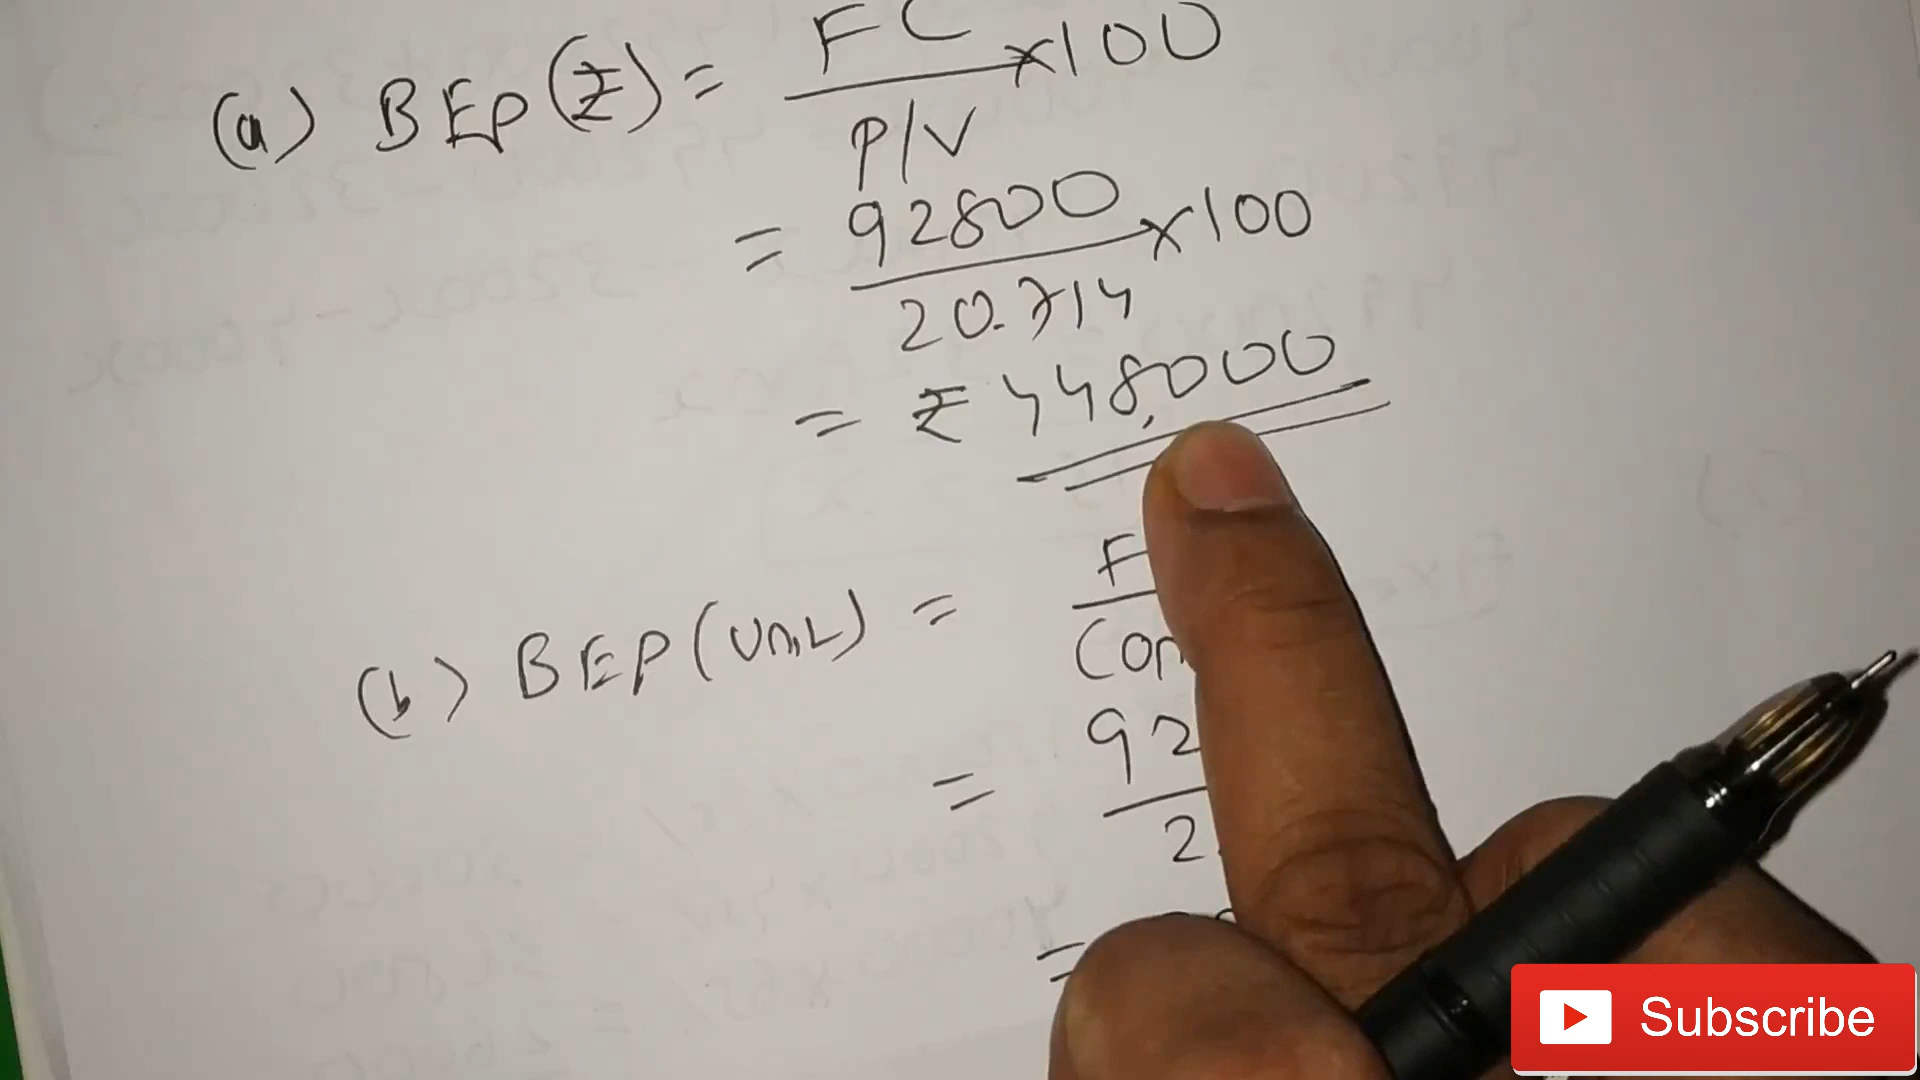 (a) BEP (₹) = FC/P/V ×100
= 92800/20.714 ×100
= ₹ 448,000
(b) BEP (Unit) = F/Con
= 92/2
=
Subscribe